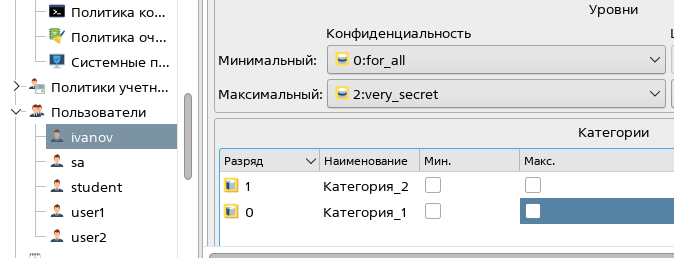 Политика ко...
Политика оч...
Системные п...
Политики учетн...
Пользователи
ivanov
sa
student
user1
user2
Уровни
Конфиденциальность
Минимальный: 0:for_all
Максимальный: 2:very_secret
Категории
Разряд Наименование Мин. Макс.
1 Категория_2
0 Категория_1